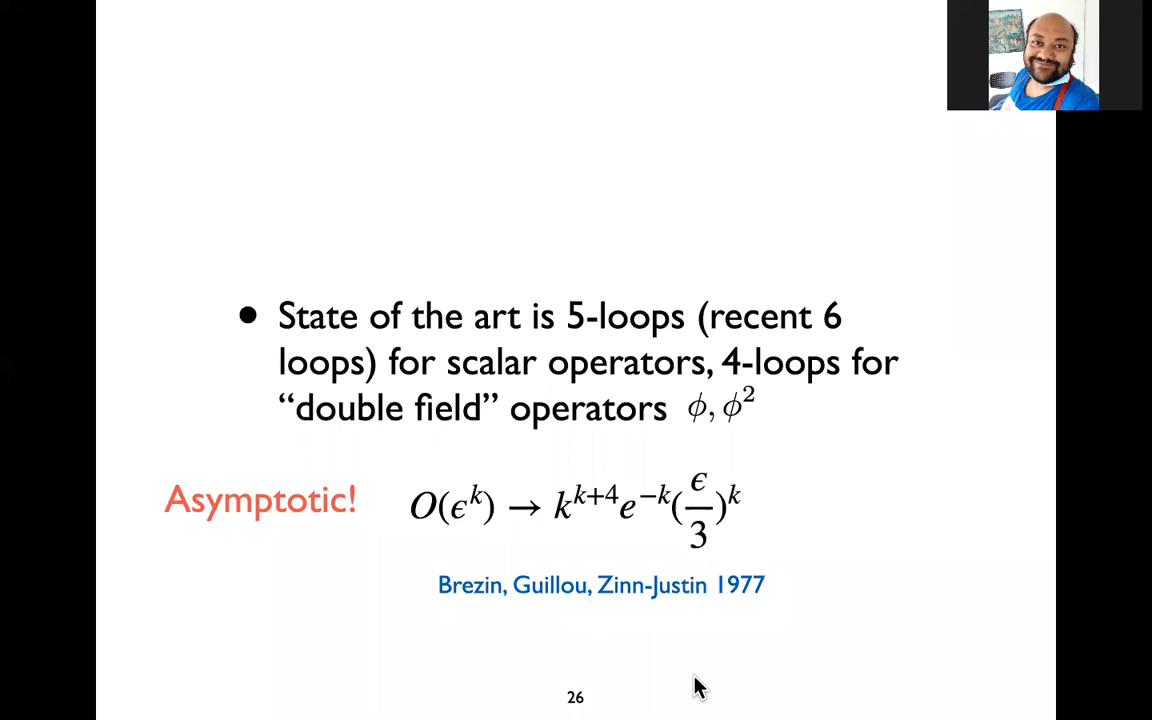 • State of the art is 5-loops (recent 6
loops) for scalar operators, 4-loops for
“double field” operators ϕ, ϕ²
Asymptotic! O(ϵ^k) → k^{k+4}e^{−k}(ϵ/3)^k
Brezin, Guillou, Zinn-Justin 1977
26